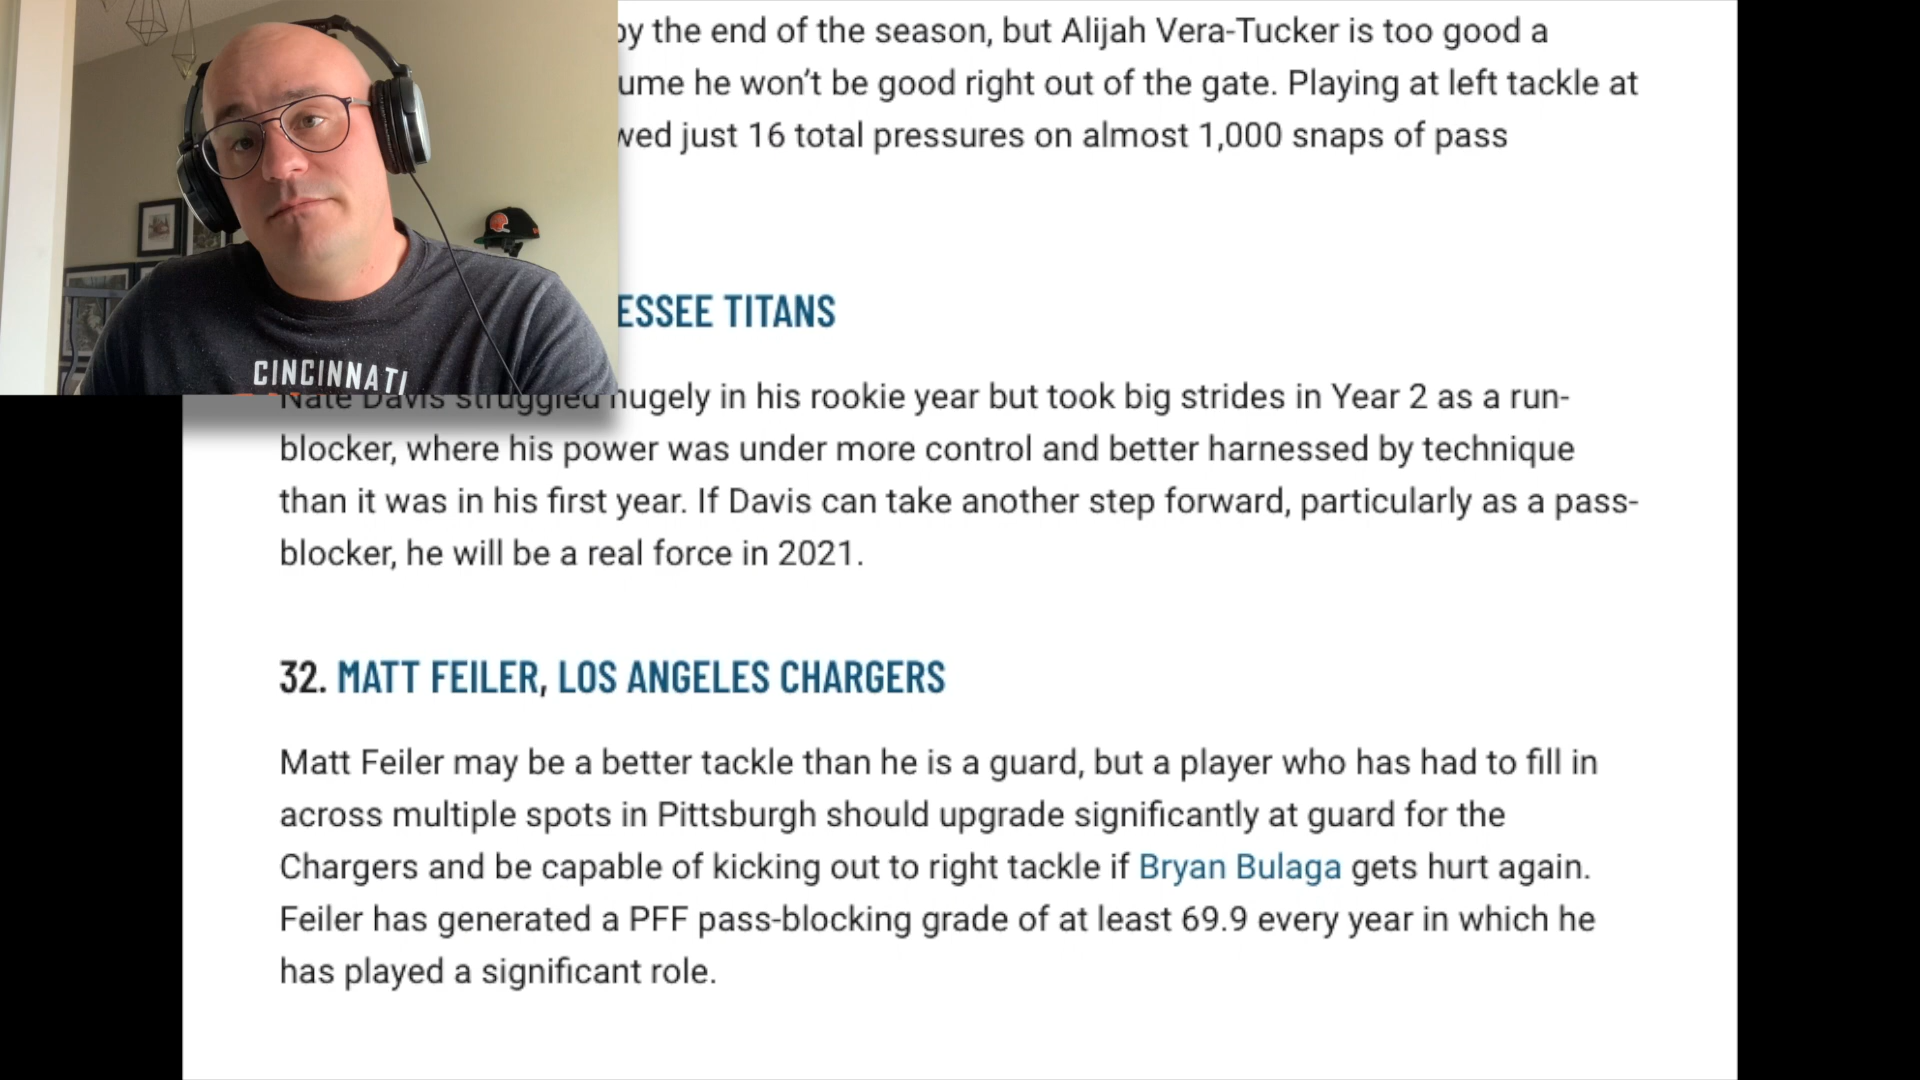 by the end of the season, but Alijah Vera-Tucker is too good a
ume he won't be good right out of the gate. Playing at left tackle at
wed just 16 total pressures on almost 1,000 snaps of pass
ESSEE TITANS
CINCINNATI
Nate Davis struggled hugely in his rookie year but took big strides in Year 2 as a run-
blocker, where his power was under more control and better harnessed by technique
than it was in his first year. If Davis can take another step forward, particularly as a pass-
blocker, he will be a real force in 2021.
32. MATT FEILER, LOS ANGELES CHARGERS
Matt Feiler may be a better tackle than he is a guard, but a player who has had to fill in
across multiple spots in Pittsburgh should upgrade significantly at guard for the
Chargers and be capable of kicking out to right tackle if Bryan Bulaga gets hurt again.
Feiler has generated a PFF pass-blocking grade of at least 69.9 every year in which he
has played a significant role.